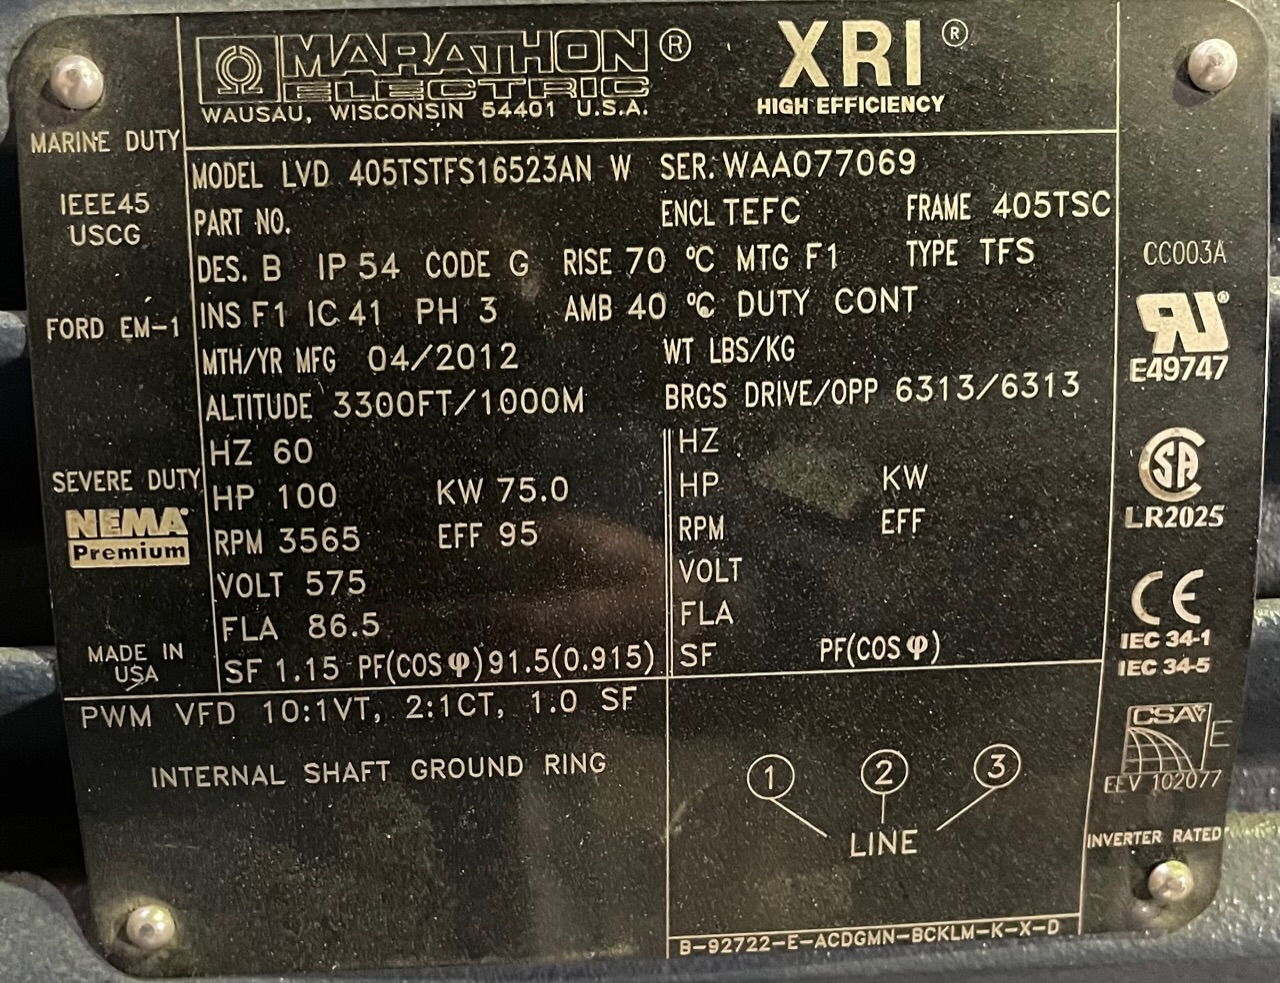 MARATHON ®
ELECTRIC
WAUSAU, WISCONSIN 54401 U.S.A.
XRI ®
HIGH EFFICIENCY
MARINE DUTY
IEEE45
USCG
FORD EM-1
SEVERE DUTY
NEMA
Premium
MADE IN
USA
MODEL LVD 405TSTFS16523AN W SER. WAA077069
PART NO. ENCL TEFC FRAME 405TSC
DES. B IP 54 CODE G RISE 70 °C MTG F1 TYPE TFS
INS F1 IC 41 PH 3 AMB 40 °C DUTY CONT
MTH/YR MFG 04/2012 WT LBS/KG
ALTITUDE 3300FT/1000M BRGS DRIVE/OPP 6313/6313
HZ 60
HP 100 KW 75.0
RPM 3565 EFF 95
VOLT 575
FLA 86.5
SF 1.15 PF(COS φ) 91.5(0.915)
HZ
HP KW
RPM EFF
VOLT
FLA
SF PF(COS φ)
PWM VFD 10:1VT, 2:1CT, 1.0 SF
INTERNAL SHAFT GROUND RING
1 2 3
LINE
B-92722-E-ACDGMN-BCKLM-K-X-D
CC003A
RU®
E49747
SA
LR2025
CE
IEC 34-1
IEC 34-5
CSA E
EEV 102077
INVERTER RATED